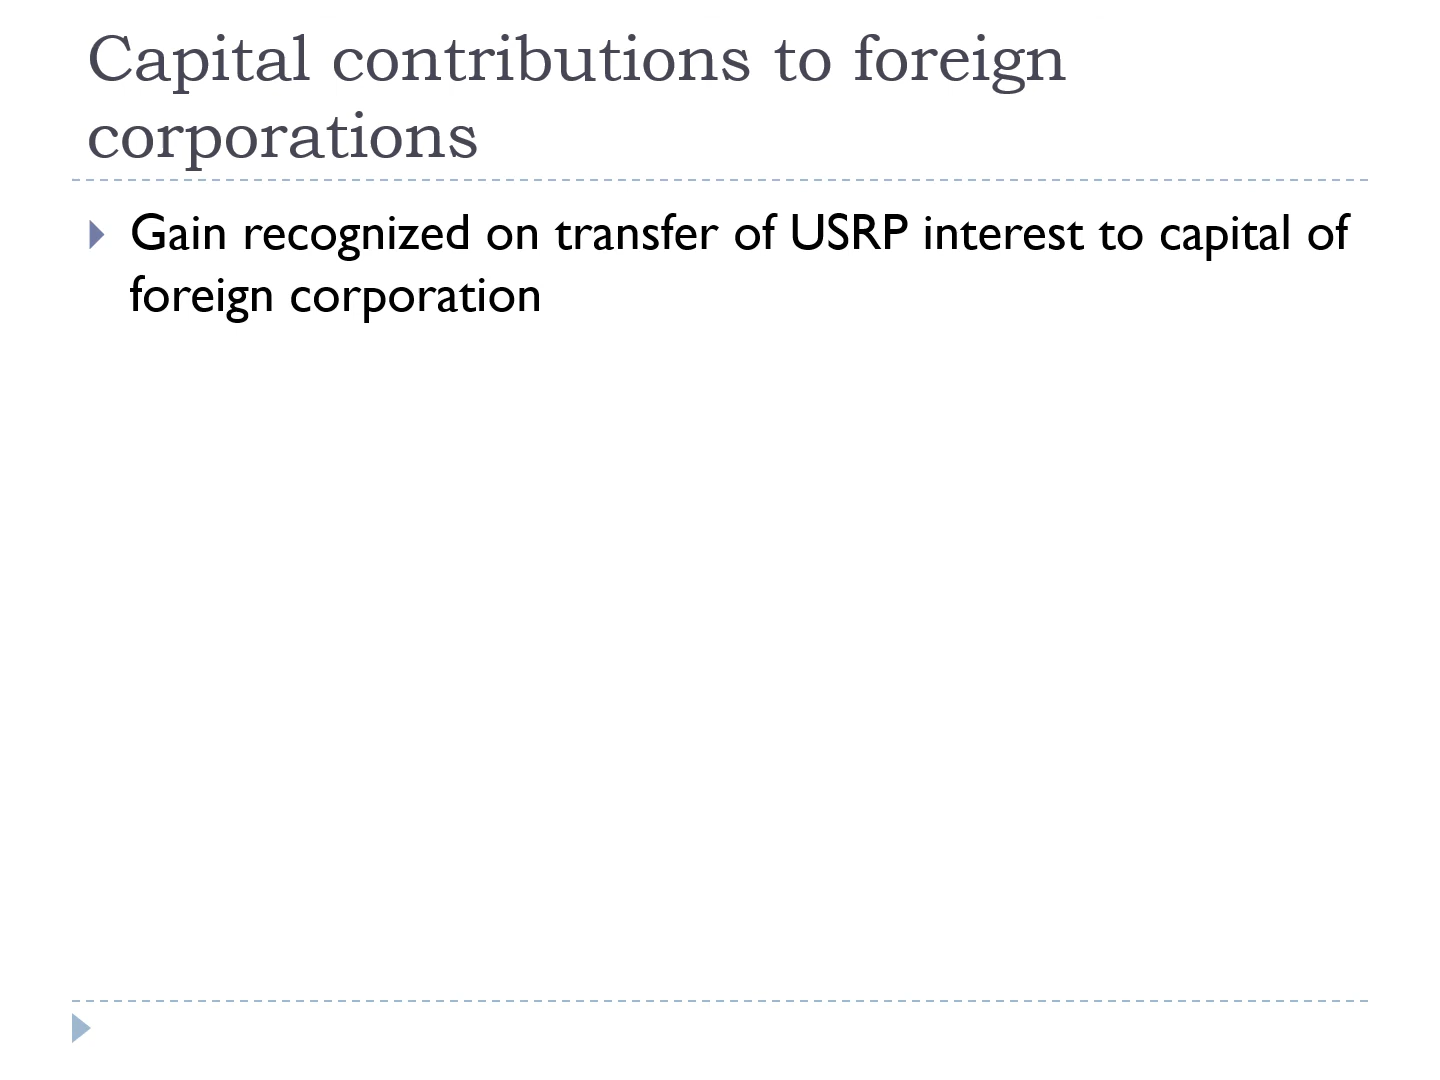 Capital contributions to foreign
corporations
Gain recognized on transfer of USRP interest to capital of
foreign corporation